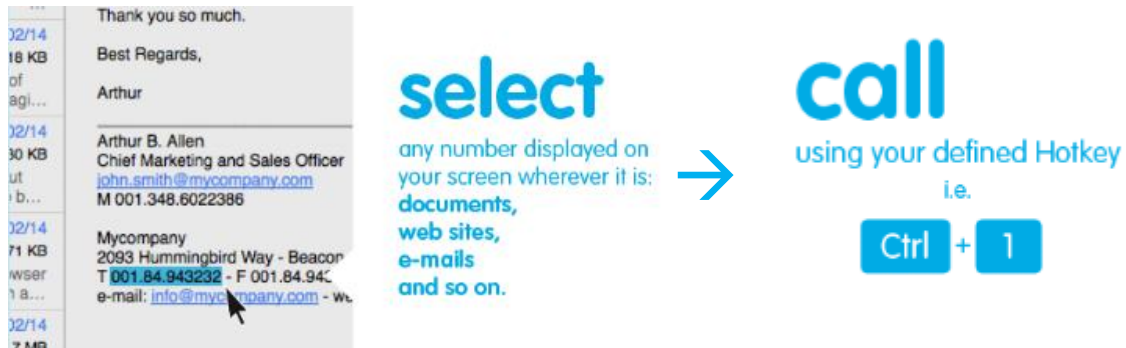 ...
02/14
18 KB
of
agi...
02/14
30 KB
ut
b...
02/14
71 KB
wser
n a...
02/14
7 MB
Thank you so much.
Best Regards,
Arthur
Arthur B. Allen
Chief Marketing and Sales Officer
john.smith@mycompany.com
M 001.348.6022386
Mycompany
2093 Hummingbird Way - Beacon
T 001.84.943232 - F 001.84.943
e-mail: info@mycompany.com - we
select
any number displayed on
your screen wherever it is:
documents,
web sites,
e-mails
and so on.
call
using your defined Hotkey
i.e.
Ctrl + 1